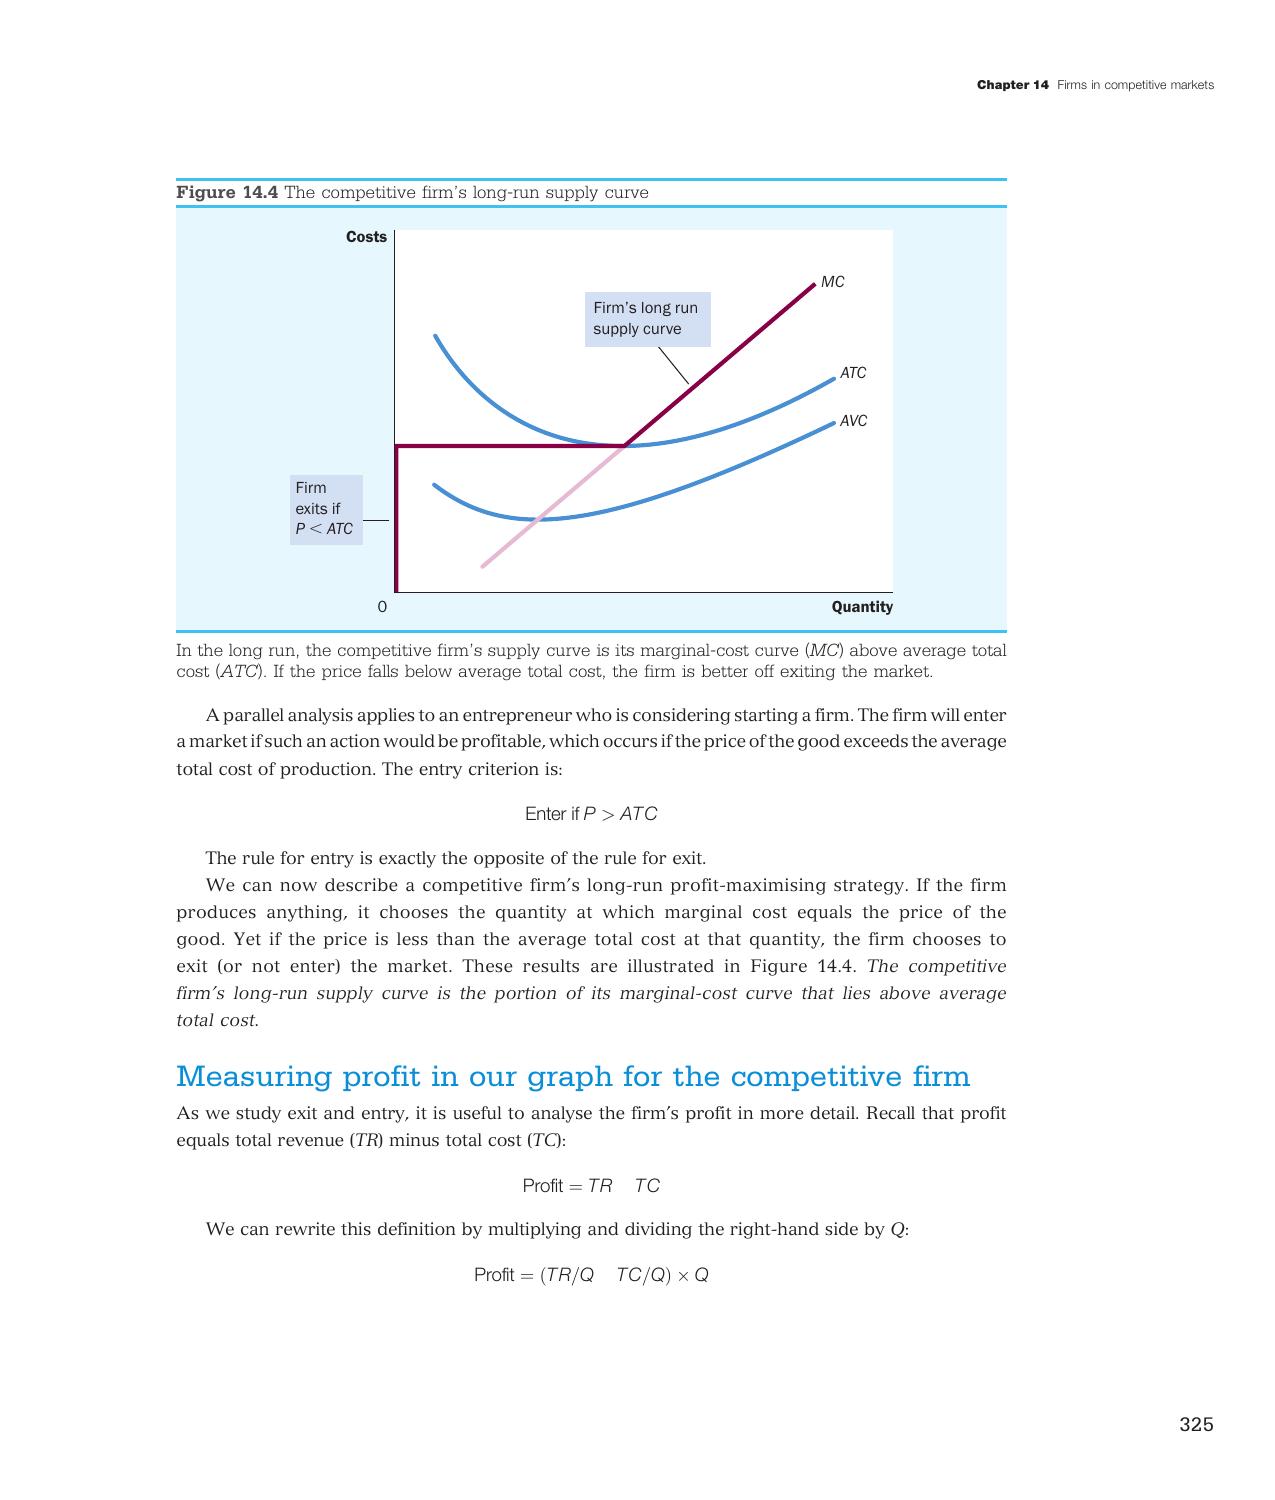 Chapter 14 Firms in competitive markets
Figure 14.4 The competitive firm's long-run supply curve
Costs
MC
Firm's long run
supply curve
ATC
AVC
Firm
exits if
P < ATC
0
Quantity
In the long run, the competitive firm's supply curve is its marginal-cost curve (MC) above average total
cost (ATC). If the price falls below average total cost, the firm is better off exiting the market.
A parallel analysis applies to an entrepreneur who is considering starting a firm. The firm will enter
a market if such an action would be profitable, which occurs if the price of the good exceeds the average
total cost of production. The entry criterion is:
Enter if P > ATC
The rule for entry is exactly the opposite of the rule for exit.
We can now describe a competitive firm's long-run profit-maximising strategy. If the firm
produces anything, it chooses the quantity at which marginal cost equals the price of the
good. Yet if the price is less than the average total cost at that quantity, the firm chooses to
exit (or not enter) the market. These results are illustrated in Figure 14.4. The competitive
firm's long-run supply curve is the portion of its marginal-cost curve that lies above average
total cost.
Measuring profit in our graph for the competitive firm
As we study exit and entry, it is useful to analyse the firm's profit in more detail. Recall that profit
equals total revenue (TR) minus total cost (TC):
Profit = TR TC
We can rewrite this definition by multiplying and dividing the right-hand side by Q:
Profit = (TR/Q TC/Q) × Q
325